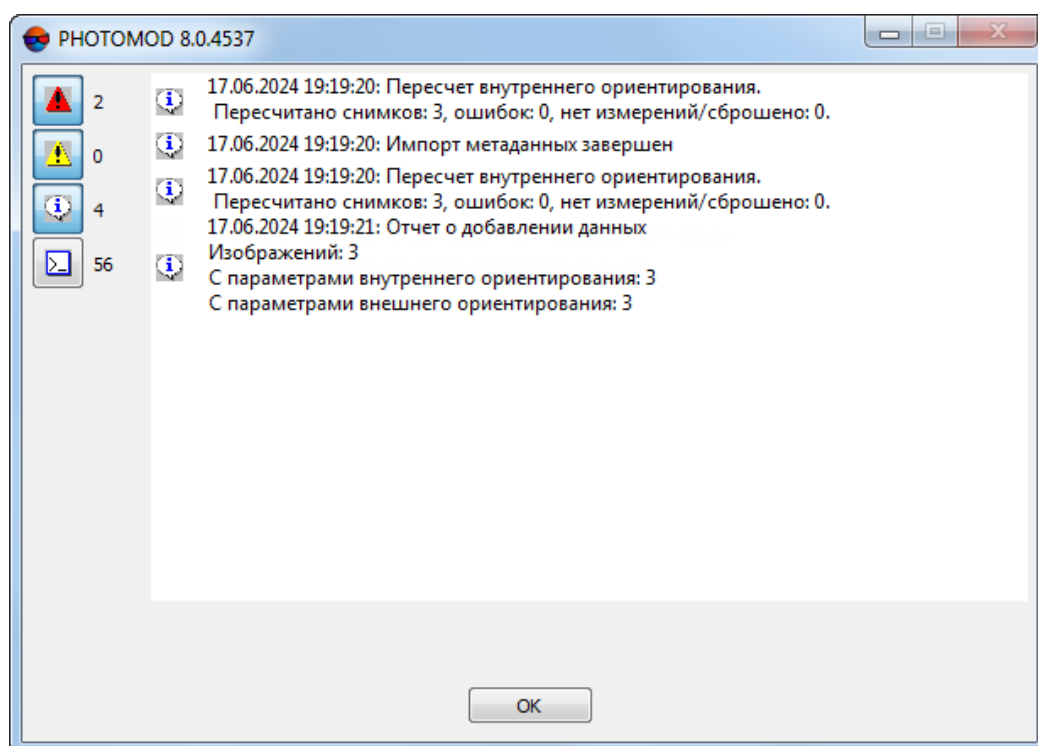 PHOTOMOD 8.0.4537
2
0
4
56
17.06.2024 19:19:20: Пересчет внутреннего ориентирования.
Пересчитано снимков: 3, ошибок: 0, нет измерений/сброшено: 0.
17.06.2024 19:19:20: Импорт метаданных завершен
17.06.2024 19:19:20: Пересчет внутреннего ориентирования.
Пересчитано снимков: 3, ошибок: 0, нет измерений/сброшено: 0.
17.06.2024 19:19:21: Отчет о добавлении данных
Изображений: 3
С параметрами внутреннего ориентирования: 3
С параметрами внешнего ориентирования: 3
OK